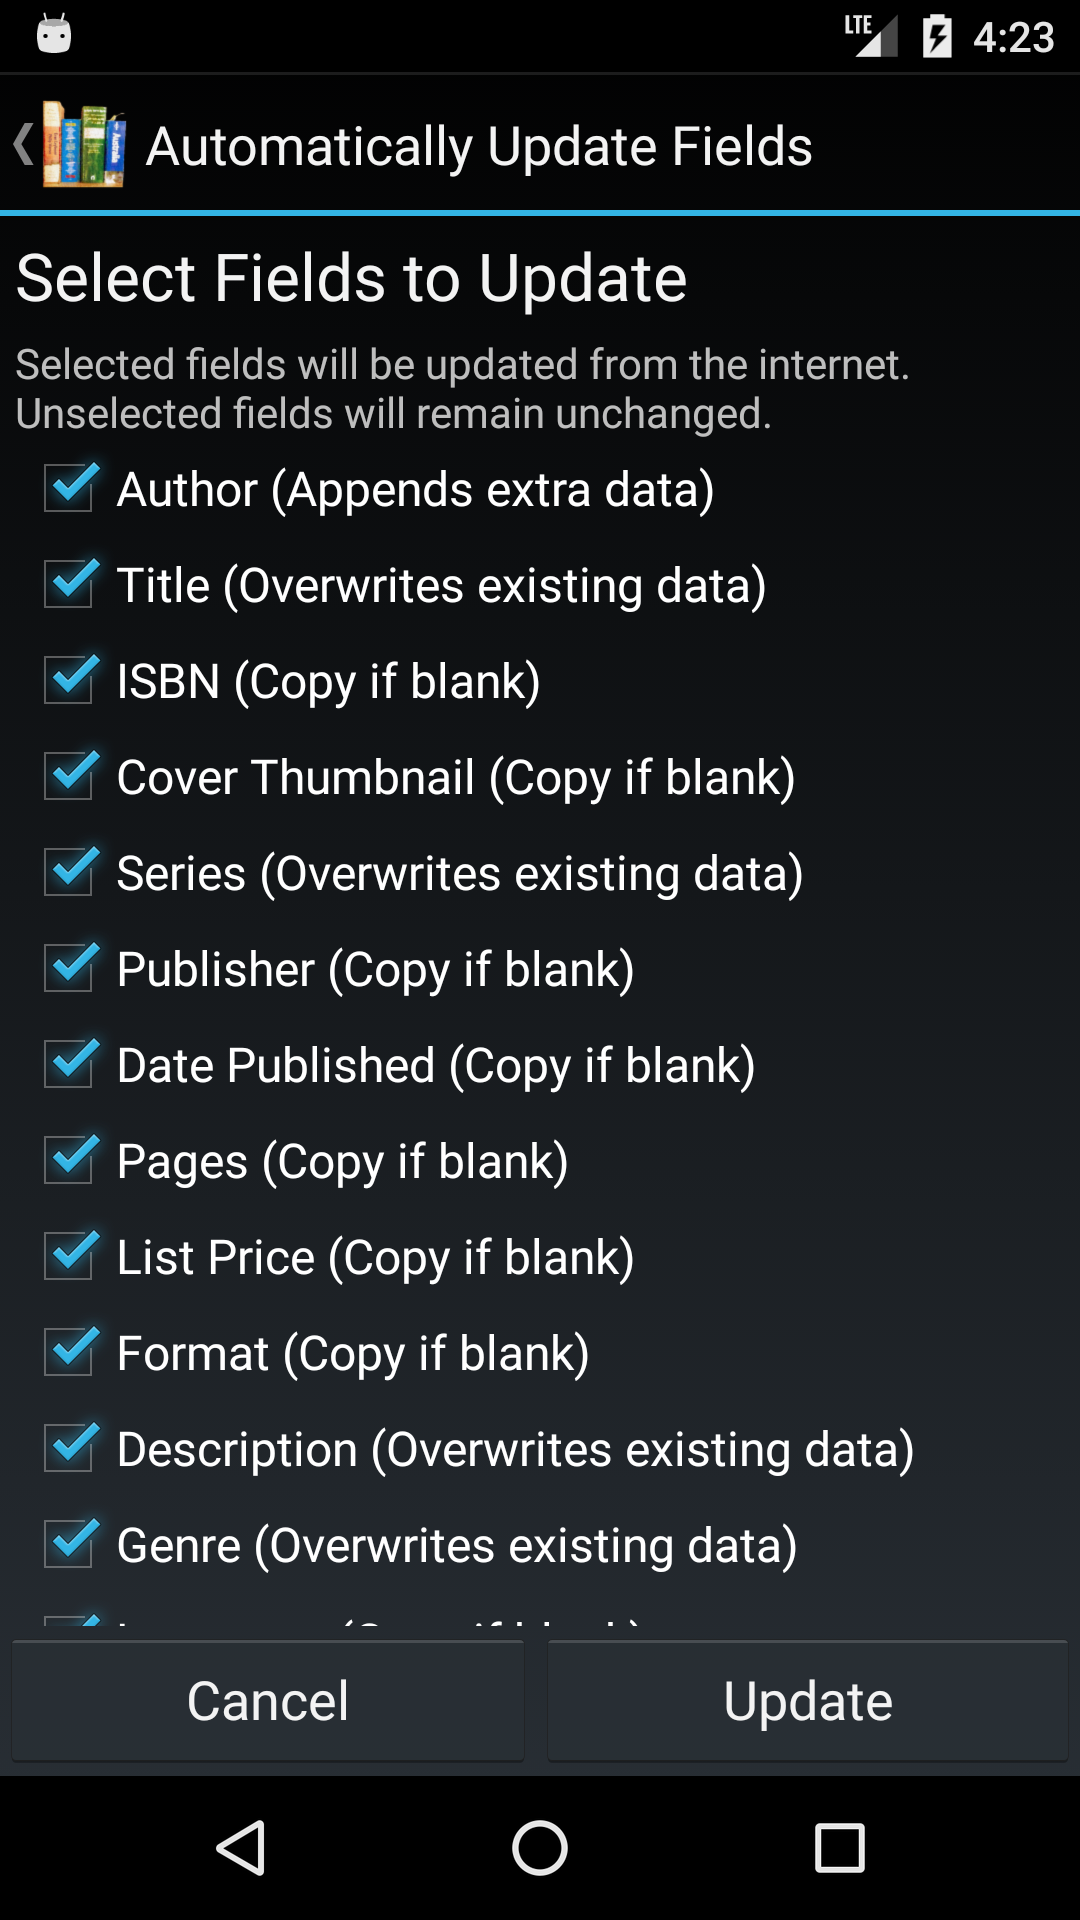 LTE 4:23
Automatically Update Fields
Select Fields to Update
Selected fields will be updated from the internet.
Unselected fields will remain unchanged.
Author (Appends extra data)
Title (Overwrites existing data)
ISBN (Copy if blank)
Cover Thumbnail (Copy if blank)
Series (Overwrites existing data)
Publisher (Copy if blank)
Date Published (Copy if blank)
Pages (Copy if blank)
List Price (Copy if blank)
Format (Copy if blank)
Description (Overwrites existing data)
Genre (Overwrites existing data)
Cancel Update